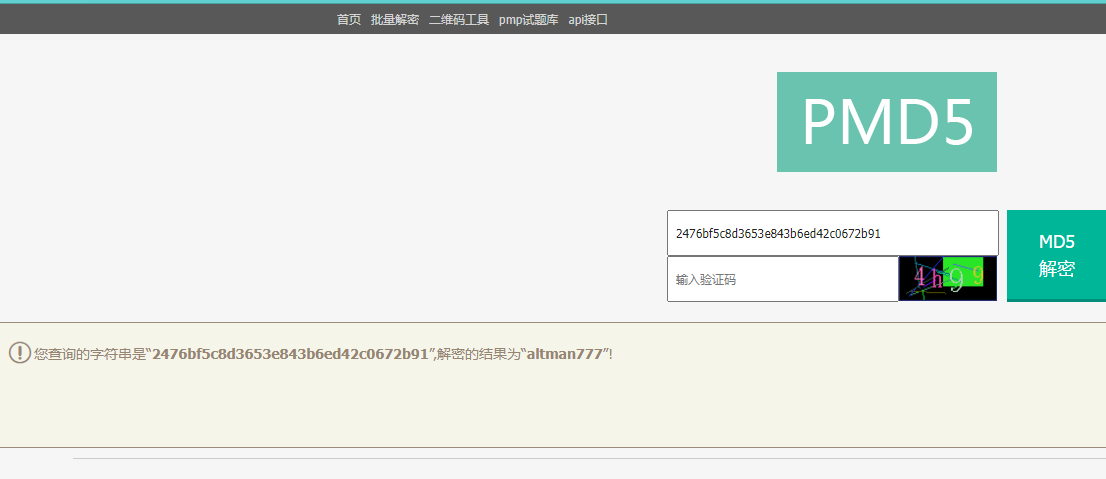 首页 批量解密 二维码工具 pmp试题库 api接口
PMD5
2476bf5c8d3653e843b6ed42c0672b91
MD5
解密
输入验证码
4h99
您查询的字符串是“2476bf5c8d3653e843b6ed42c0672b91”,解密的结果为“altman777”!